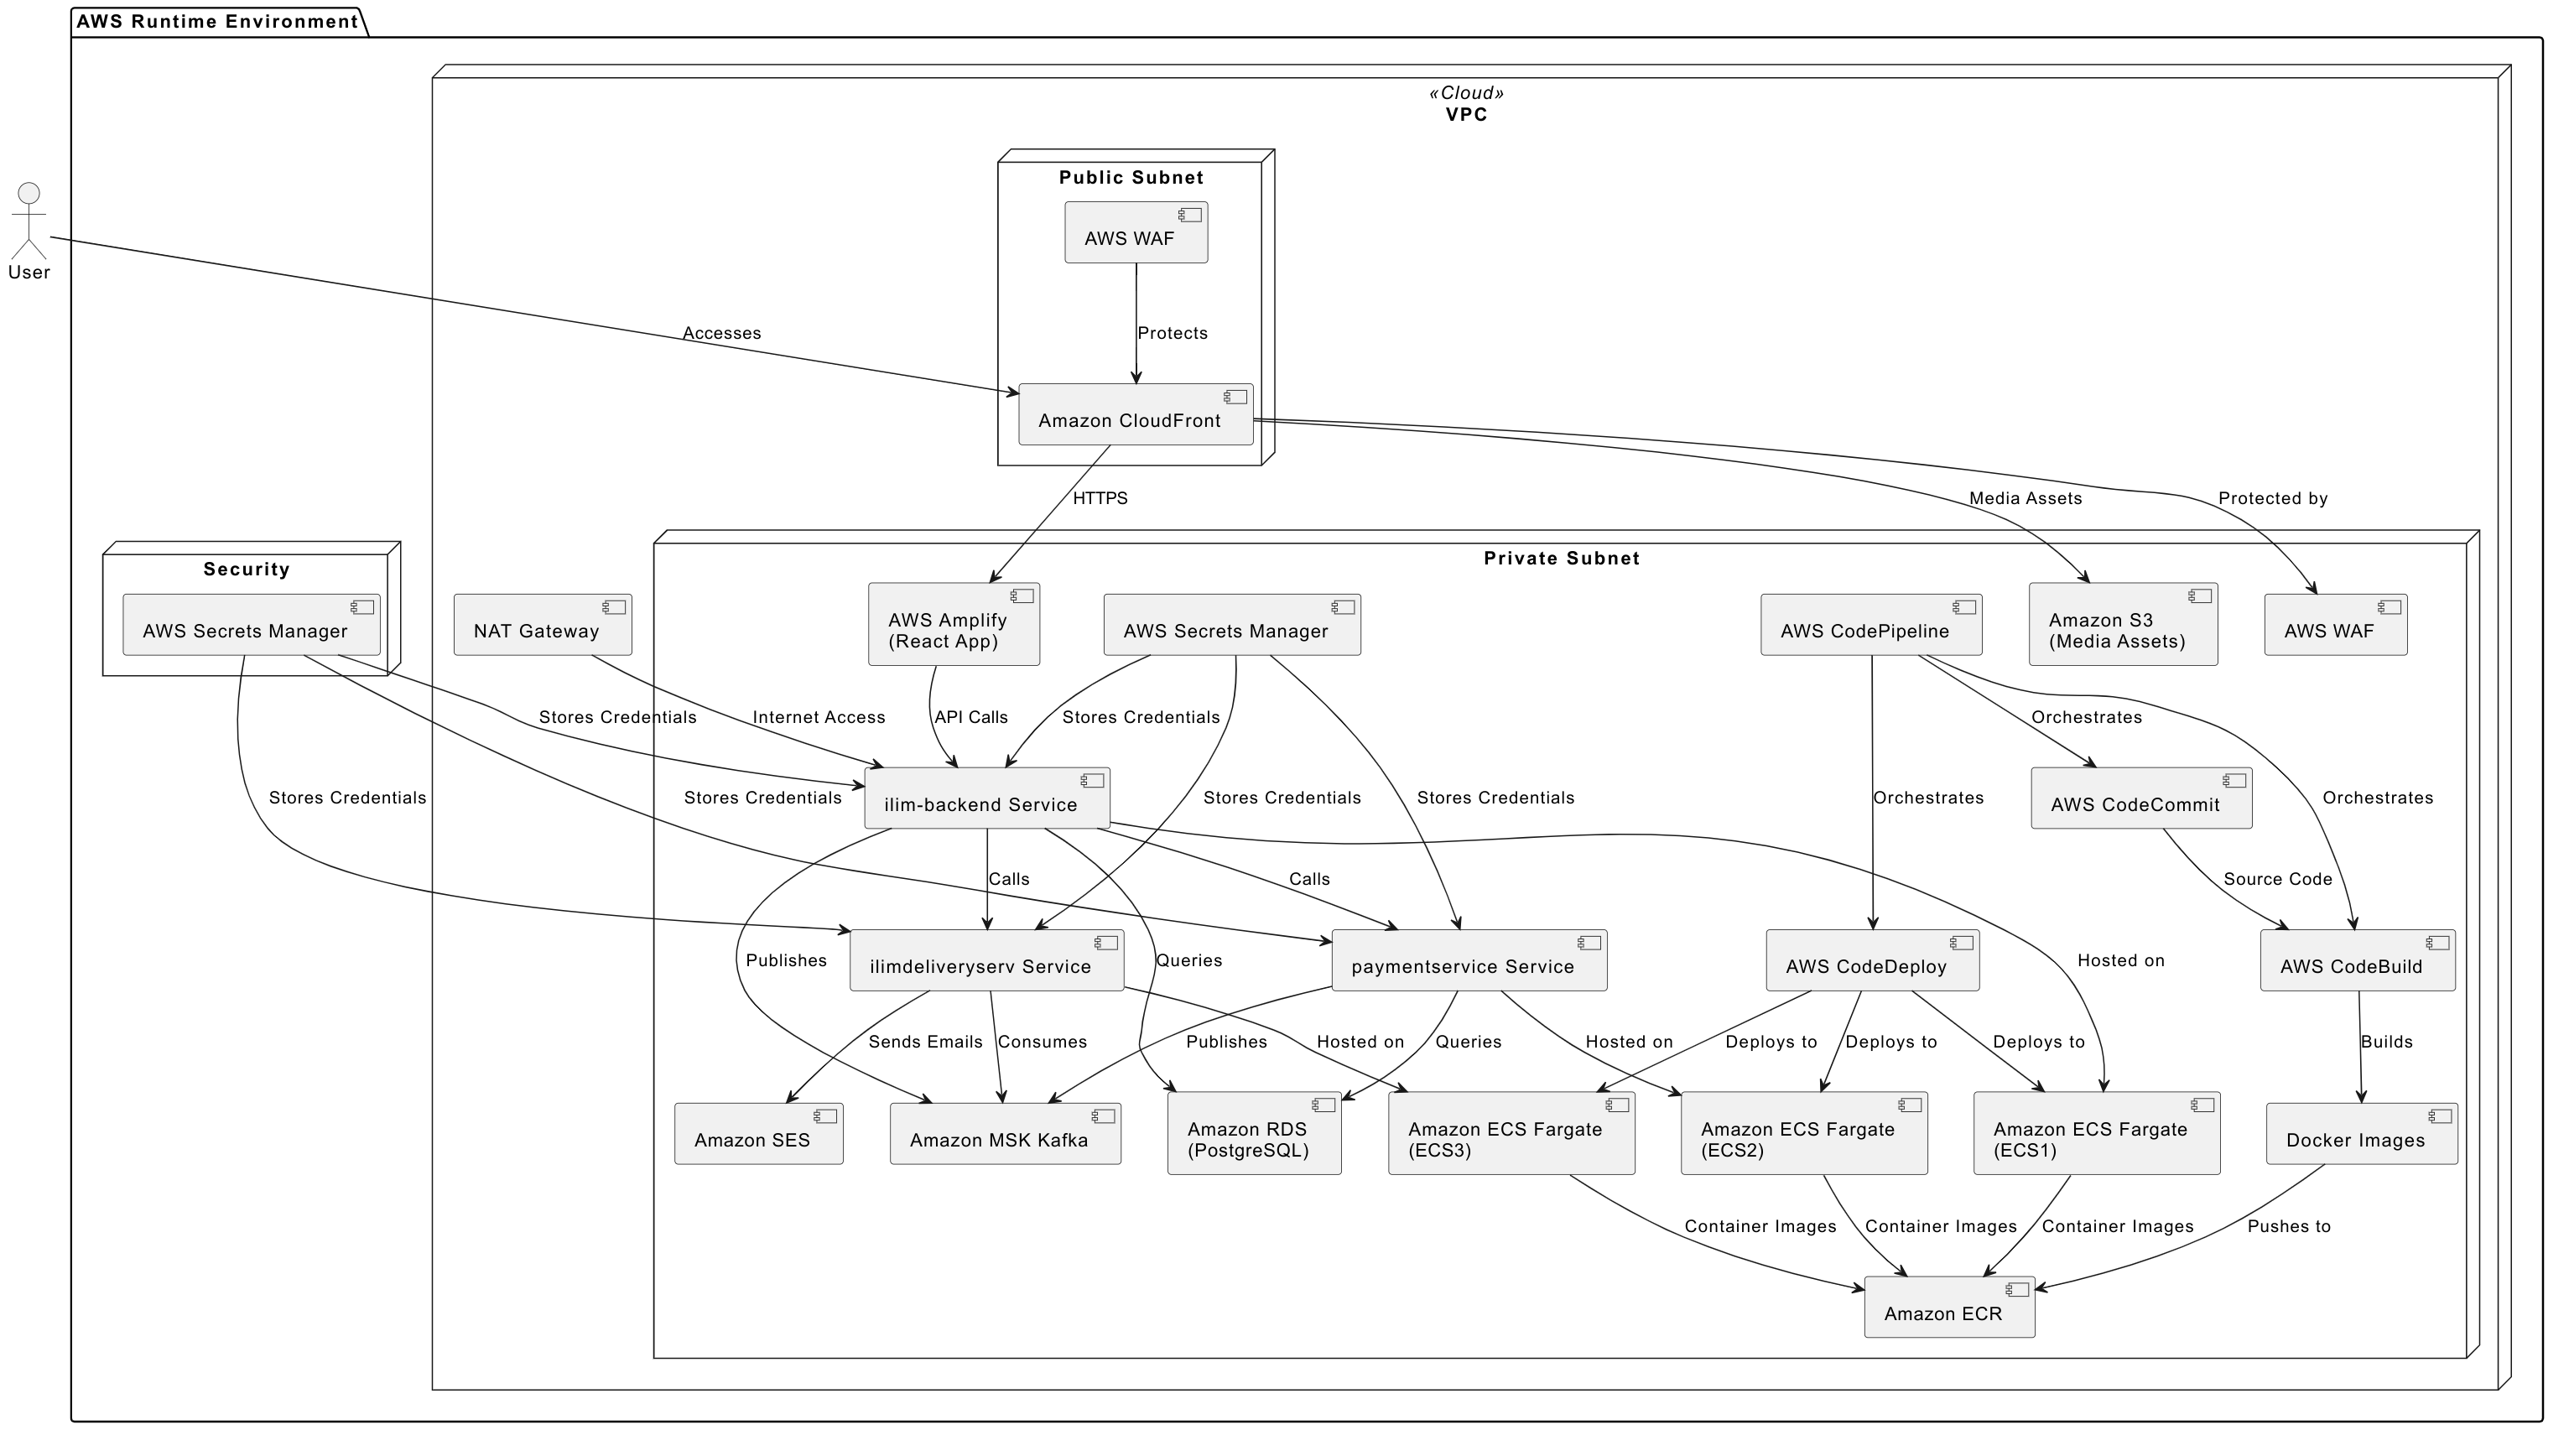 AWS Runtime Environment
«Cloud»
VPC
Public Subnet
AWS WAF
User
Accesses
Protects
Amazon CloudFront
HTTPS
Media Assets
Protected by
Security
Private Subnet
AWS Secrets Manager
NAT Gateway
AWS Amplify
(React App)
AWS Secrets Manager
AWS CodePipeline
Amazon S3
(Media Assets)
AWS WAF
Stores Credentials
Internet Access
API Calls
Stores Credentials
Orchestrates
Stores Credentials
Stores Credentials
ilim-backend Service
Stores Credentials
Stores Credentials
Orchestrates
AWS CodeCommit
Orchestrates
Calls
Calls
Source Code
Publishes
ilimdeliveryserv Service
Queries
paymentservice Service
AWS CodeDeploy
Hosted on
AWS CodeBuild
Sends Emails
Consumes
Publishes
Hosted on
Queries
Hosted on
Deploys to
Deploys to
Deploys to
Builds
Amazon SES
Amazon MSK Kafka
Amazon RDS
(PostgreSQL)
Amazon ECS Fargate
(ECS3)
Amazon ECS Fargate
(ECS2)
Amazon ECS Fargate
(ECS1)
Docker Images
Container Images
Container Images
Container Images
Pushes to
Amazon ECR